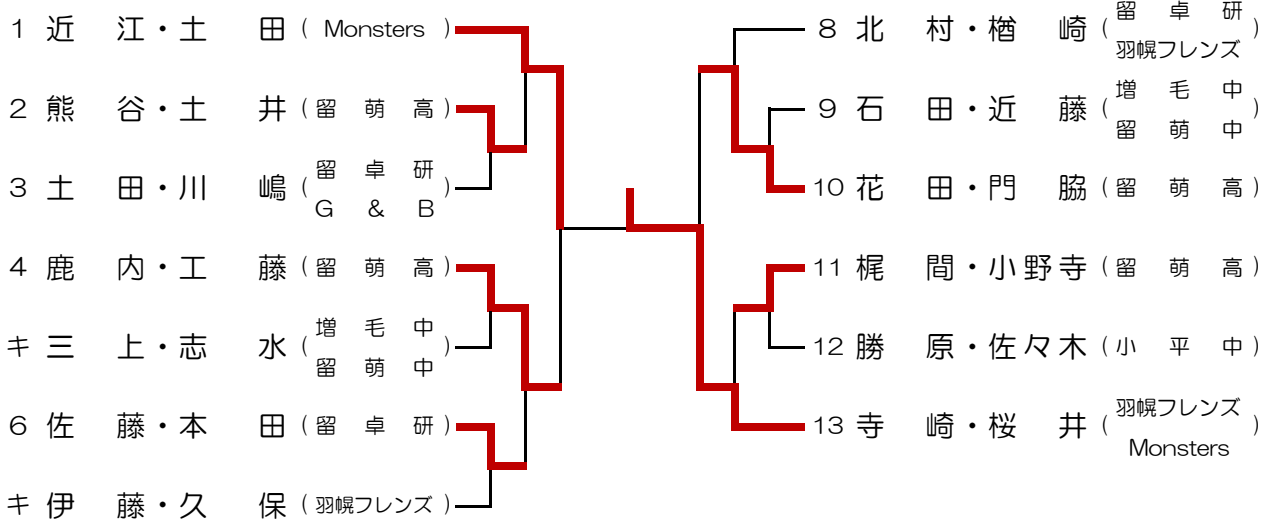 1 近 江・土 田 ( Monsters )
2 熊 谷・土 井 ( 留 萌 高 )
3 土 田・川 嶋 ( 留 卓 研
G & B )
4 鹿 内・工 藤 ( 留 萌 高 )
キ 三 上・志 水 ( 増 毛 中
留 萌 中 )
6 佐 藤・本 田 ( 留 卓 研 )
キ 伊 藤・久 保 ( 羽幌フレンズ )
8 北 村・楢 崎 ( 留 卓 研
羽幌フレンズ )
9 石 田・近 藤 ( 増 毛 中
留 萌 中 )
10 花 田・門 脇 ( 留 萌 高 )
11 梶 間・小野寺 ( 留 萌 高 )
12 勝 原・佐々木 ( 小 平 中 )
13 寺 崎・桜 井 ( 羽幌フレンズ
Monsters )